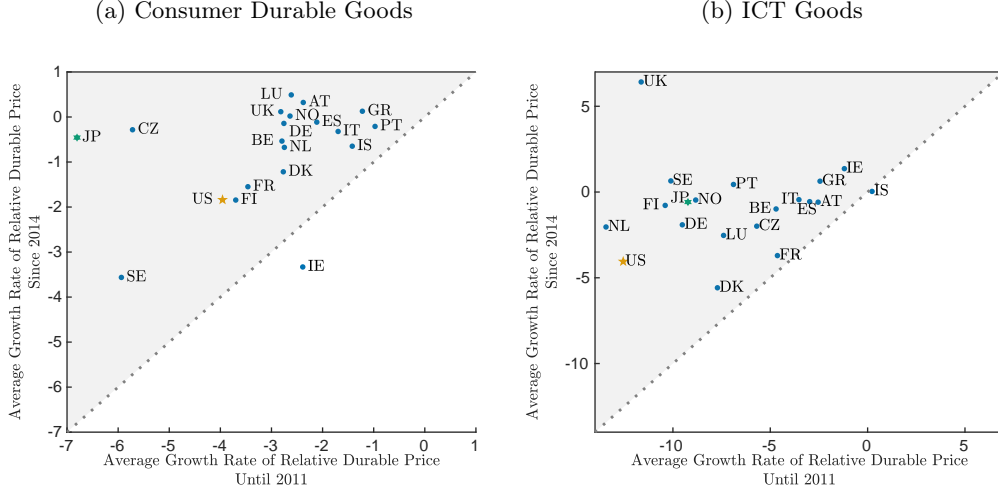 (a) Consumer Durable Goods
Average Growth Rate of Relative Durable Price
Since 2014
1
0
-1
-2
-3
-4
-5
-6
-7
LU
AT
UK
NO
GR
DE
ES
PT
IT
JP
CZ
BE
NL
IS
DK
FR
US
FI
SE
IE
-7
-6
-5
-4
-3
-2
-1
0
1
Average Growth Rate of Relative Durable Price
Until 2011
(b) ICT Goods
Average Growth Rate of Relative Durable Price
Since 2014
5
0
-5
-10
UK
IE
SE
PT
GR
IS
FI
JP
NO
IT
ES
AT
BE
NL
DE
LU
CZ
US
FR
DK
-10
-5
0
5
Average Growth Rate of Relative Durable Price
Until 2011